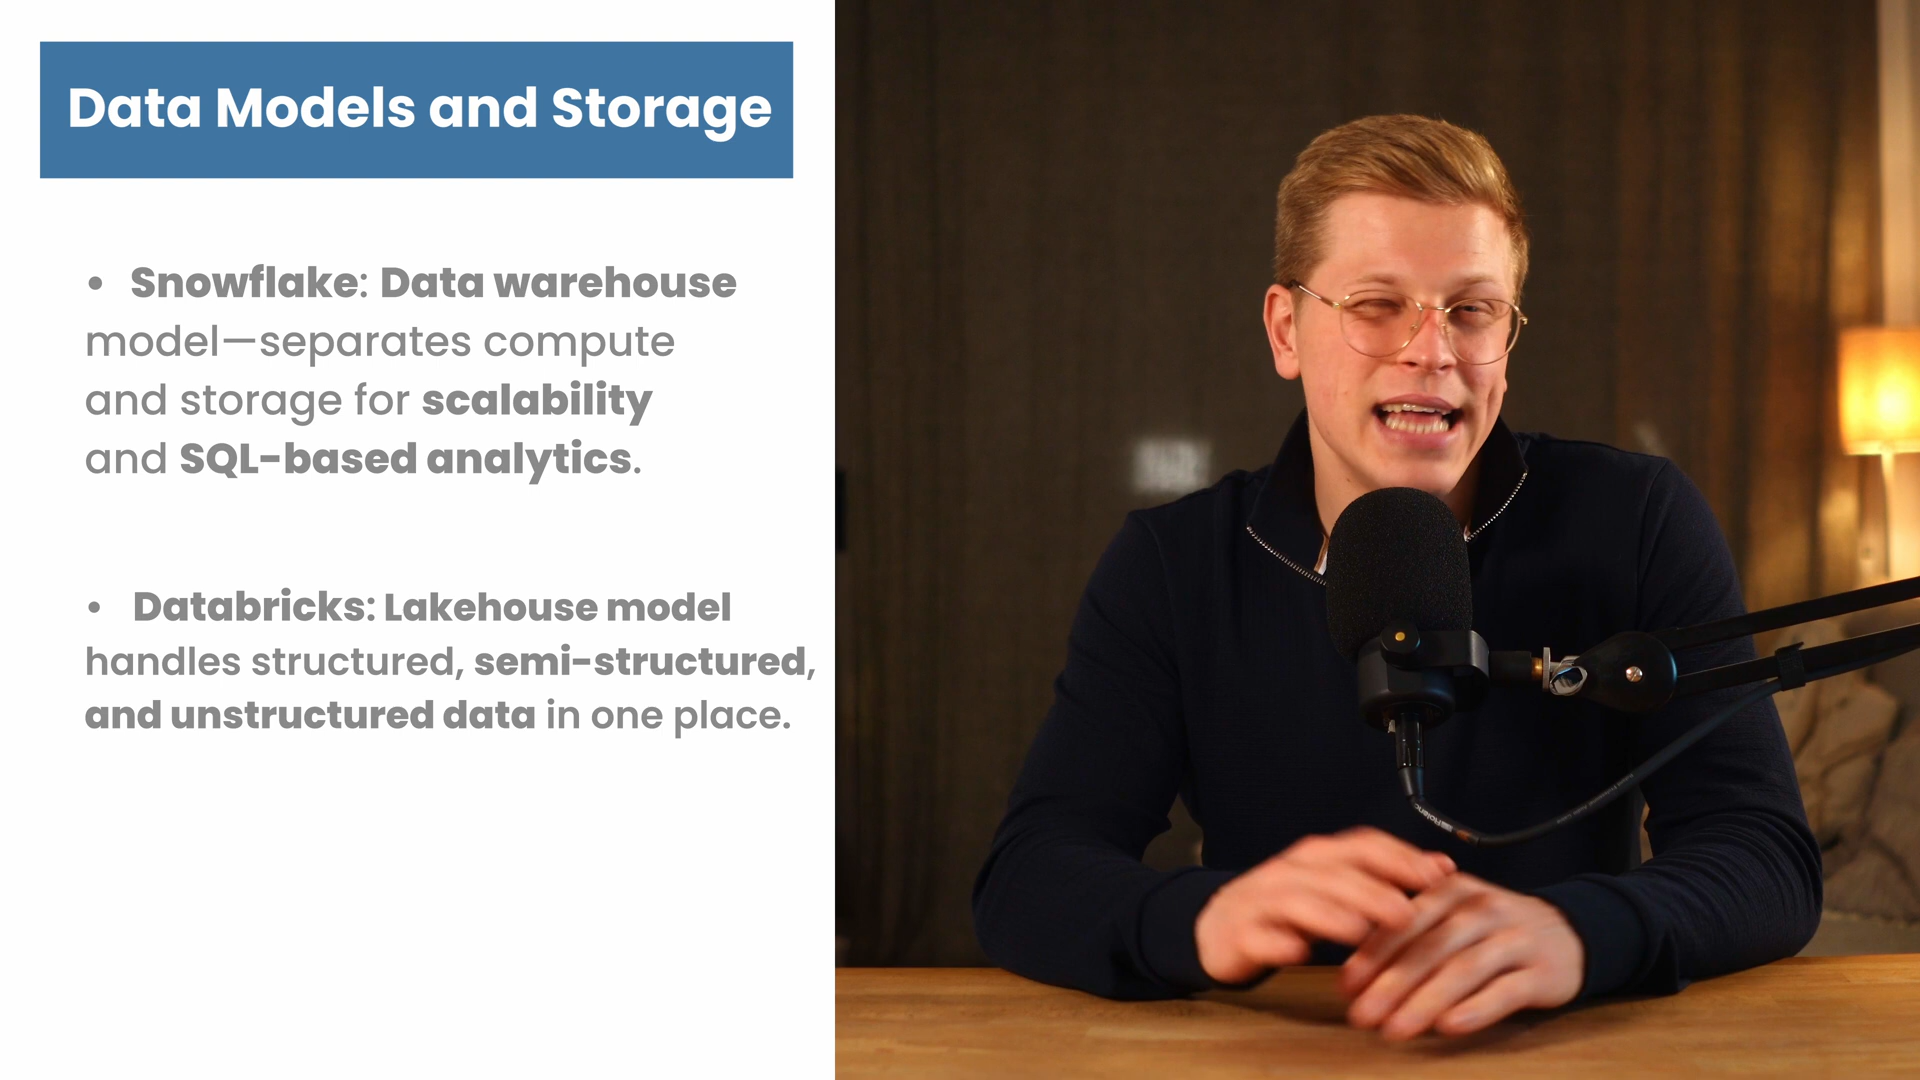 Data Models and Storage
• Snowflake: Data warehouse
model—separates compute
and storage for scalability
and SQL-based analytics.
• Databricks: Lakehouse model
handles structured, semi-structured,
and unstructured data in one place.
Roland